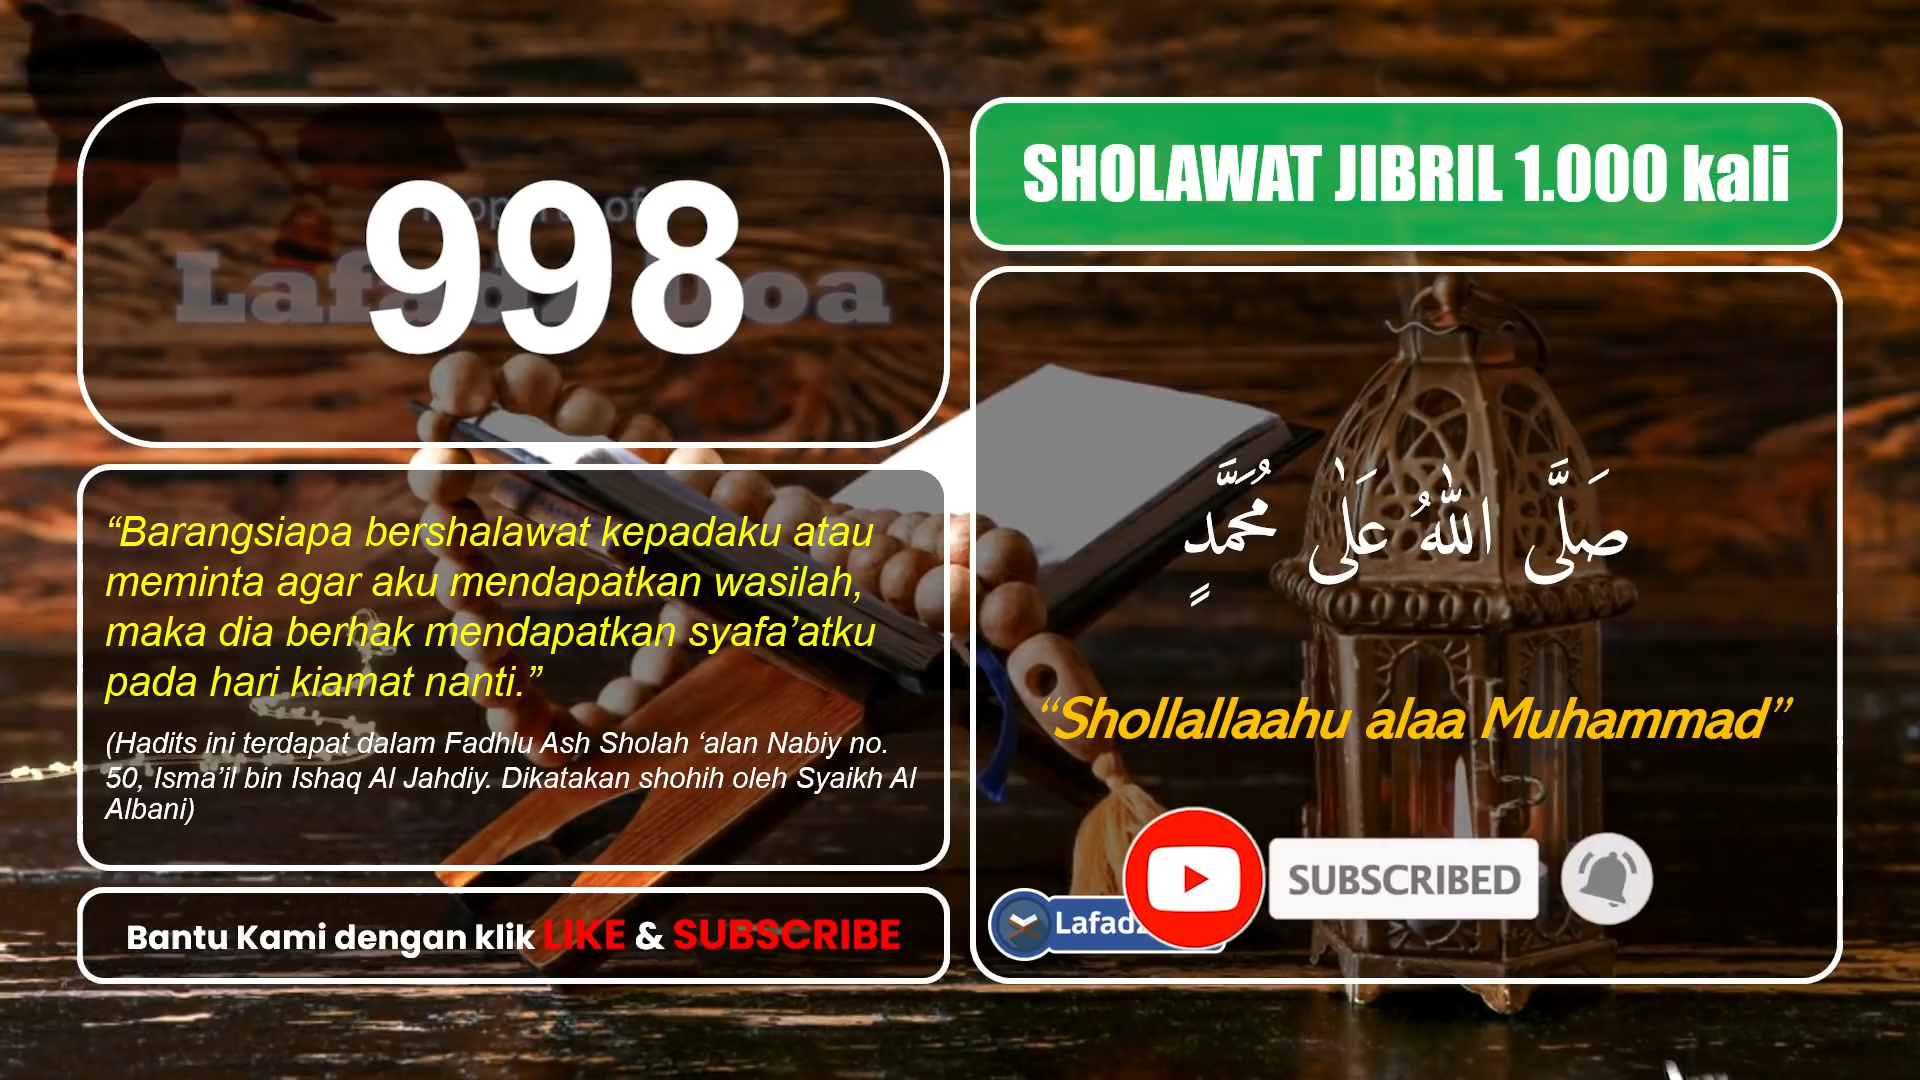 998
SHOLAWAT JIBRIL 1.000 kali
“Barangsiapa bershalawat kepadaku atau
meminta agar aku mendapatkan wasilah,
maka dia berhak mendapatkan syafa’atku
pada hari kiamat nanti.”
(Hadits ini terdapat dalam Fadhlu Ash Sholah ‘alan Nabiy no.
50, Isma’il bin Ishaq Al Jahdiy. Dikatakan shohih oleh Syaikh Al
Albani)
Bantu Kami dengan klik LIKE & SUBSCRIBE
صَلَّى اللّٰهُ عَلٰى مُحَمَّدٍ
“Shollallaahu alaa Muhammad”
SUBSCRIBED